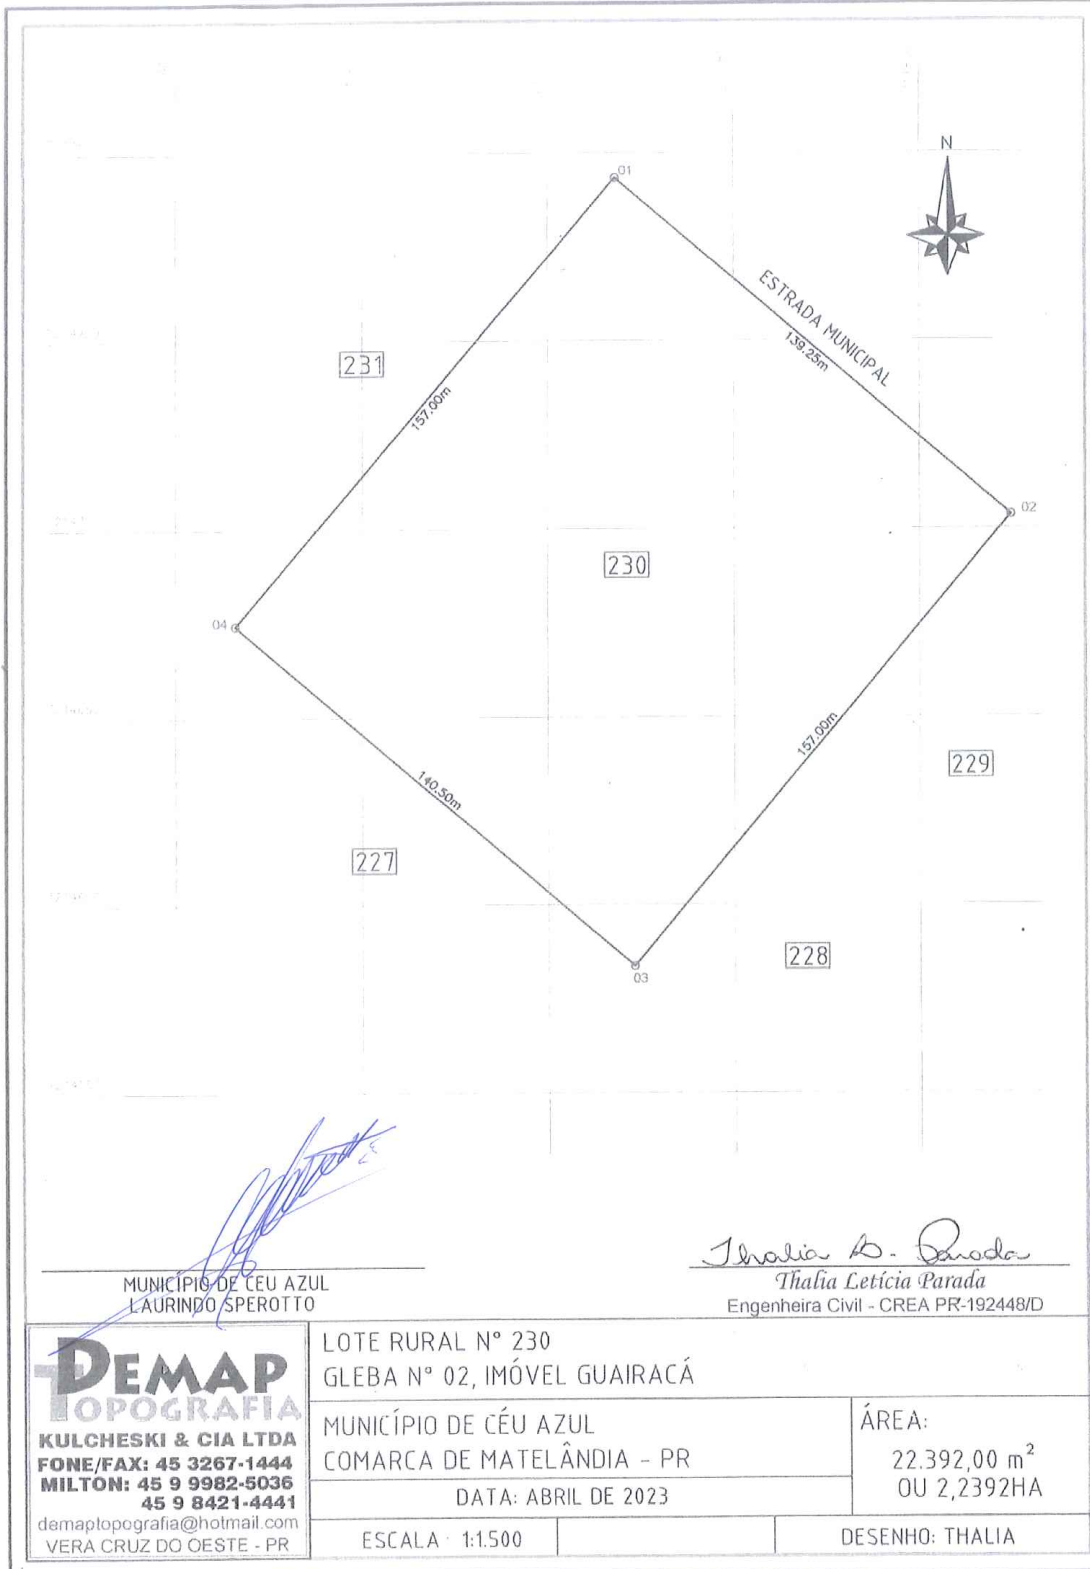 N
01
ESTRADA MUNICIPAL
139.25m
231
157.00m
02
230
04
157.00m
229
140.50m
227
228
03
MUNICÍPIO DE CEU AZUL
LAURINDO SPEROTTO
Thalia L. Parada
Thalia Letícia Parada
Engenheira Civil - CREA PR-192448/D
DEMAP
TOPOGRAFIA
KULCHESKI & CIA LTDA
FONE/FAX: 45 3267-1444
MILTON: 45 9 9982-5036
45 9 8421-4441
demaptopografia@hotmail.com
VERA CRUZ DO OESTE - PR
LOTE RURAL N° 230
GLEBA N° 02, IMÓVEL GUAIRACÁ
MUNICÍPIO DE CÉU AZUL
COMARCA DE MATELÂNDIA - PR
DATA: ABRIL DE 2023
ÁREA:
22.392,00 m²
OU 2,2392HA
ESCALA 1:1.500
DESENHO: THALIA